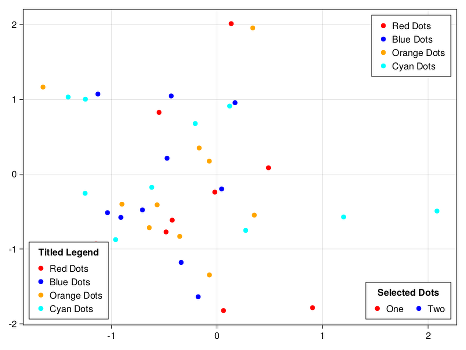 2
1
0
-1
-2
Red Dots
Blue Dots
Orange Dots
Cyan Dots
Titled Legend
Red Dots
Blue Dots
Orange Dots
Cyan Dots
Selected Dots
One Two
-1 0 1 2